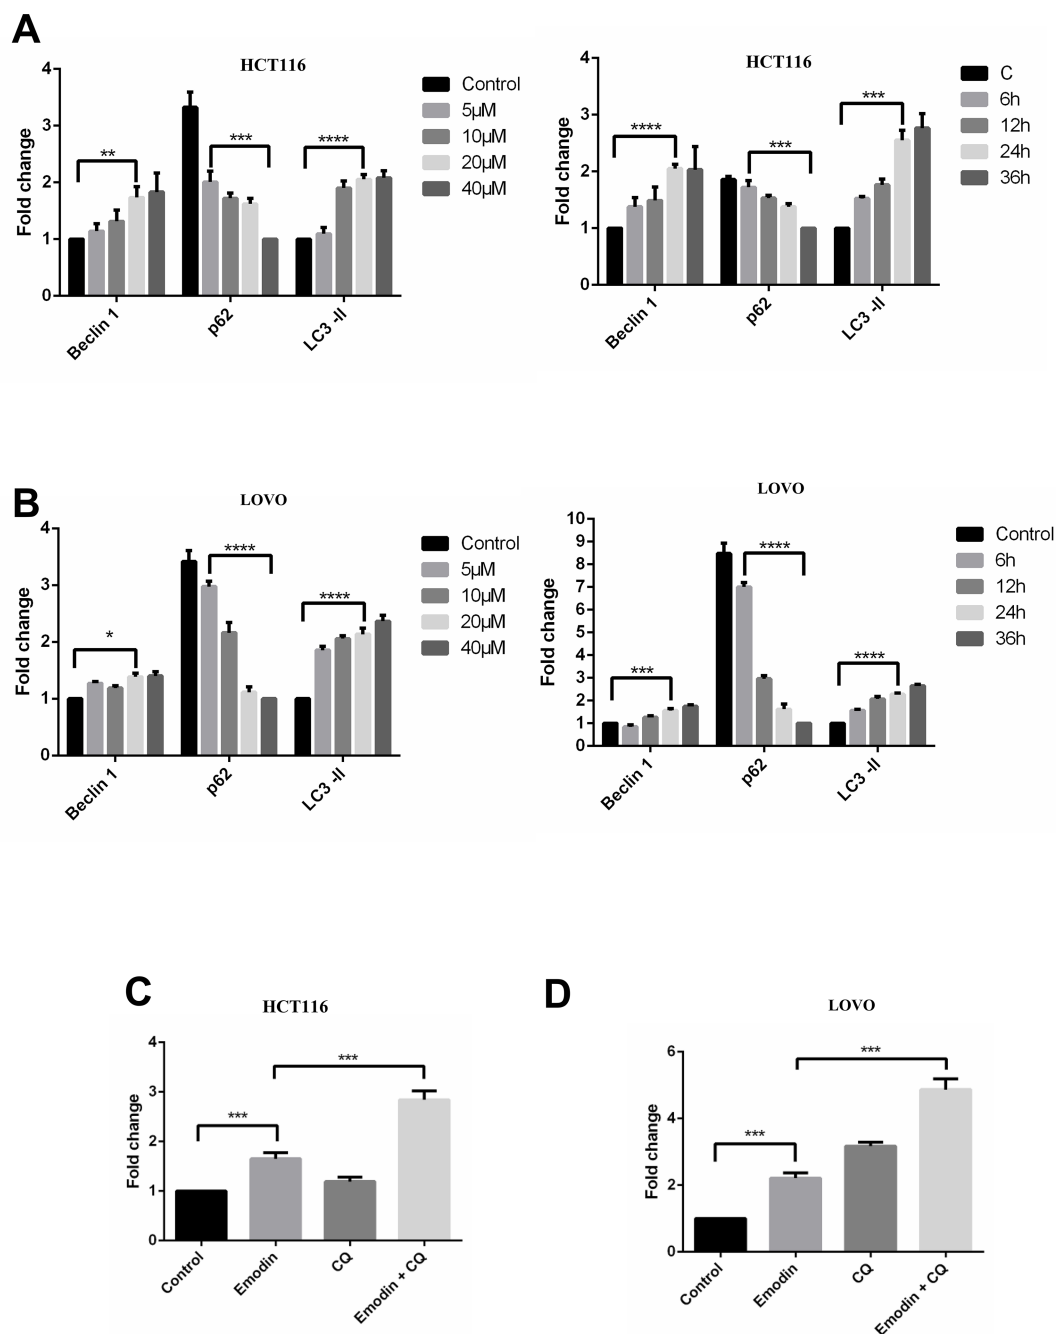 A
HCT116
Fold change
4
3
2
1
0
** *** ****
Beclin 1 p62 LC3 -II
Control
5µM
10µM
20µM
40µM
HCT116
Fold change
4
3
2
1
0
**** *** ***
Beclin 1 p62 LC3 -II
C
6h
12h
24h
36h
B
LOVO
Fold change
4
3
2
1
0
* **** ****
Beclin 1 p62 LC3 -II
Control
5µM
10µM
20µM
40µM
LOVO
Fold change
10
9
8
7
6
5
4
3
2
1
0
*** **** ****
Beclin 1 p62 LC3 -II
Control
6h
12h
24h
36h
C
HCT116
Fold change
4
3
2
1
0
*** ***
Control Emodin CQ Emodin + CQ
D
LOVO
Fold change
6
4
2
0
*** ***
Control Emodin CQ Emodin + CQ